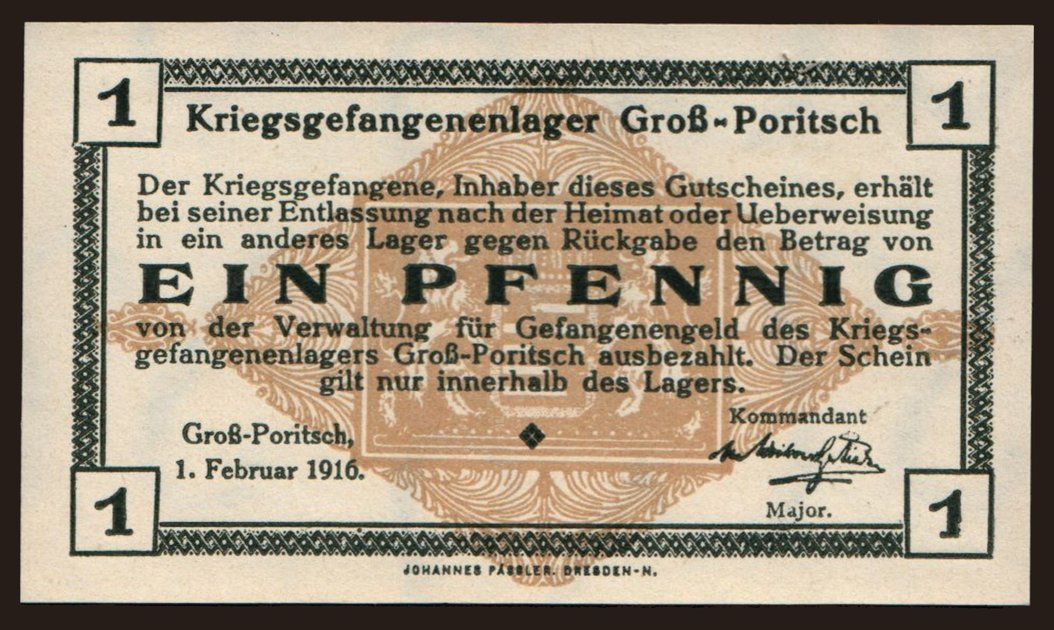 1
1
Kriegsgefangenenlager Groß-Poritsch
Der Kriegsgefangene, Inhaber dieses Gutscheines, erhält
bei seiner Entlassung nach der Heimat oder Ueberweisung
in ein anderes Lager gegen Rückgabe den Betrag von
EIN PFENNIG
von der Verwaltung für Gefangenengeld des Kriegs-
gefangenenlagers Groß-Poritsch ausbezahlt. Der Schein
gilt nur innerhalb des Lagers.
Kommandant
Groß-Poritsch,
1. Februar 1916.
Major.
1
1
JOHANNES PÄSSLER. DRESDEN-N.